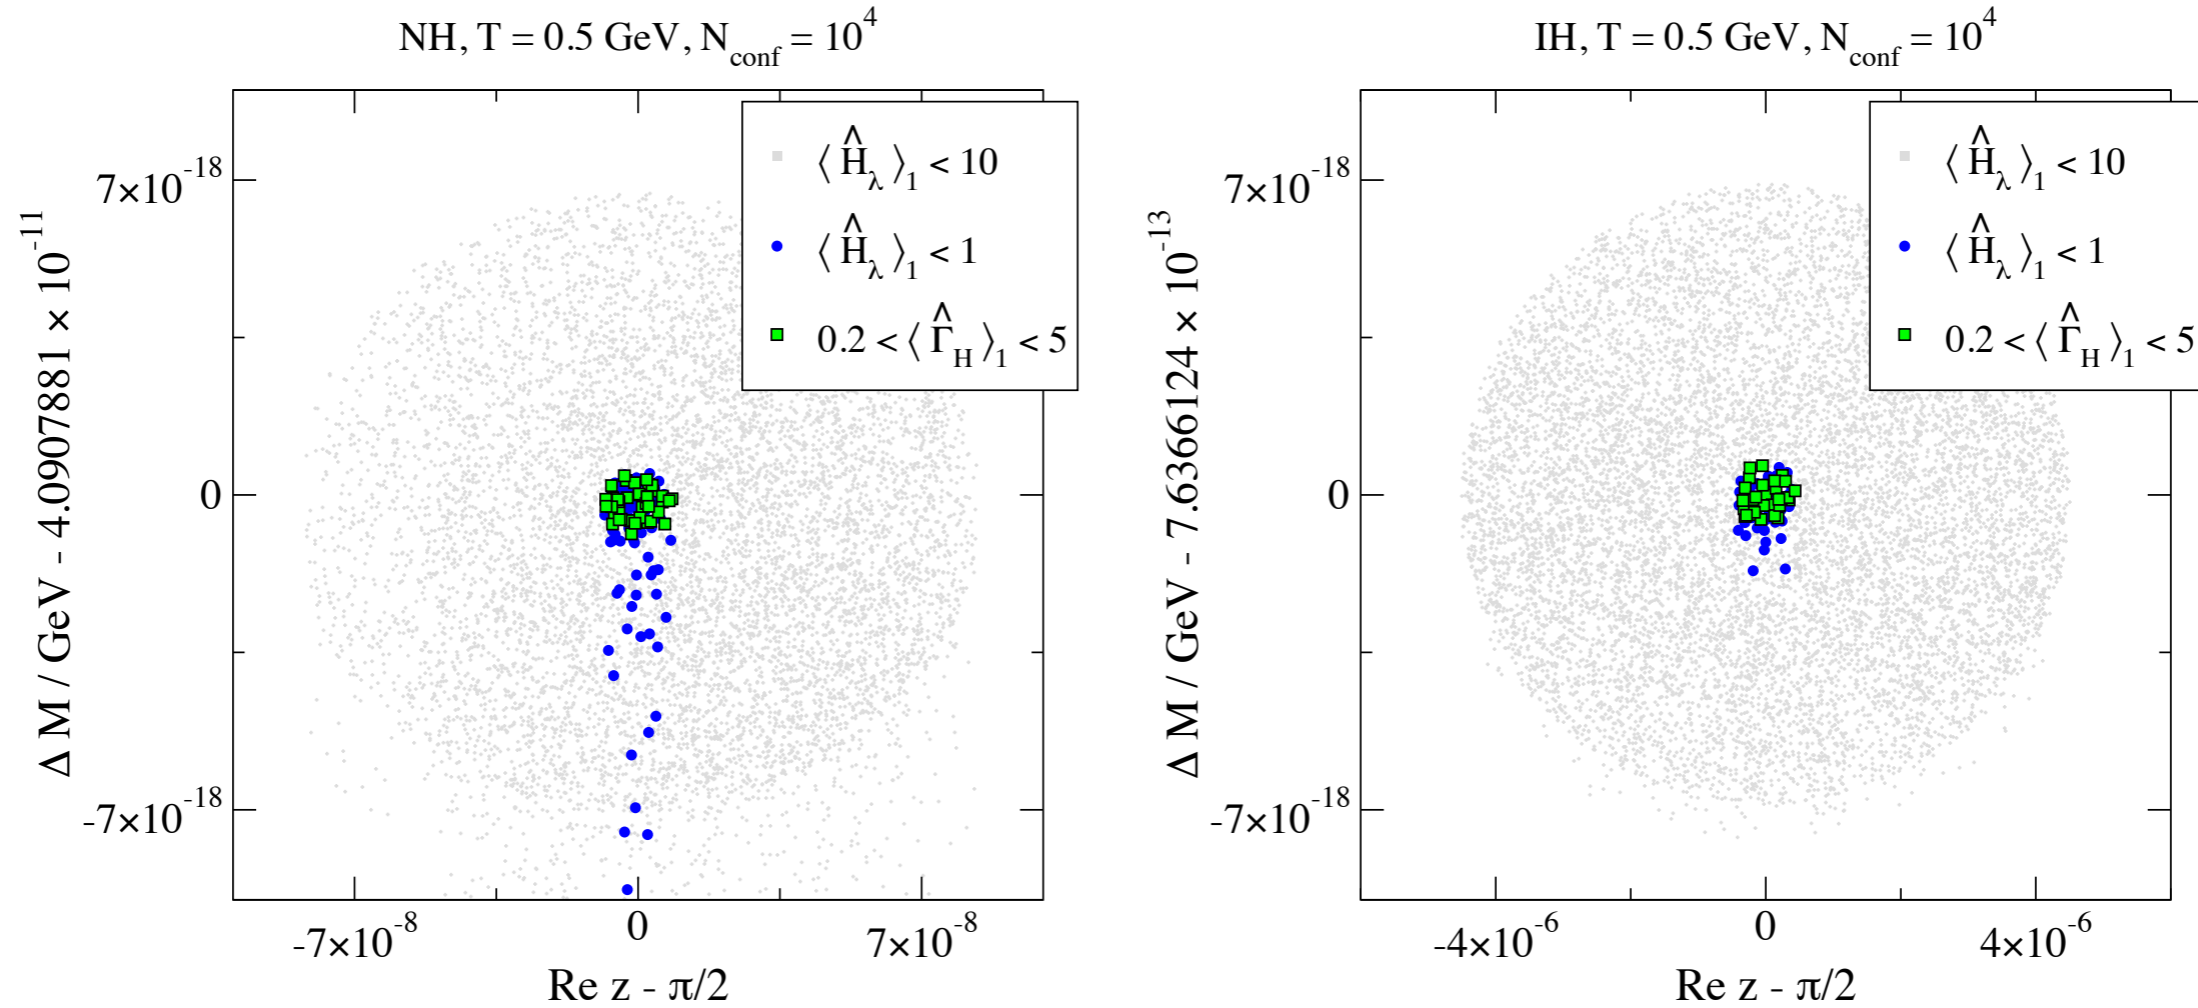 NH, T = 0.5 GeV, N_conf = 10^4
⟨ Ĥ_λ ⟩_1 < 10
⟨ Ĥ_λ ⟩_1 < 1
0.2 < ⟨ Γ̂_H ⟩_1 < 5
Δ M / GeV - 4.0907881 × 10^-11
7×10^-18
0
-7×10^-18
-7×10^-8
0
7×10^-8
Re z - π/2
IH, T = 0.5 GeV, N_conf = 10^4
⟨ Ĥ_λ ⟩_1 < 10
⟨ Ĥ_λ ⟩_1 < 1
0.2 < ⟨ Γ̂_H ⟩_1 < 5
Δ M / GeV - 7.6366124 × 10^-13
7×10^-18
0
-7×10^-18
-4×10^-6
0
4×10^-6
Re z - π/2